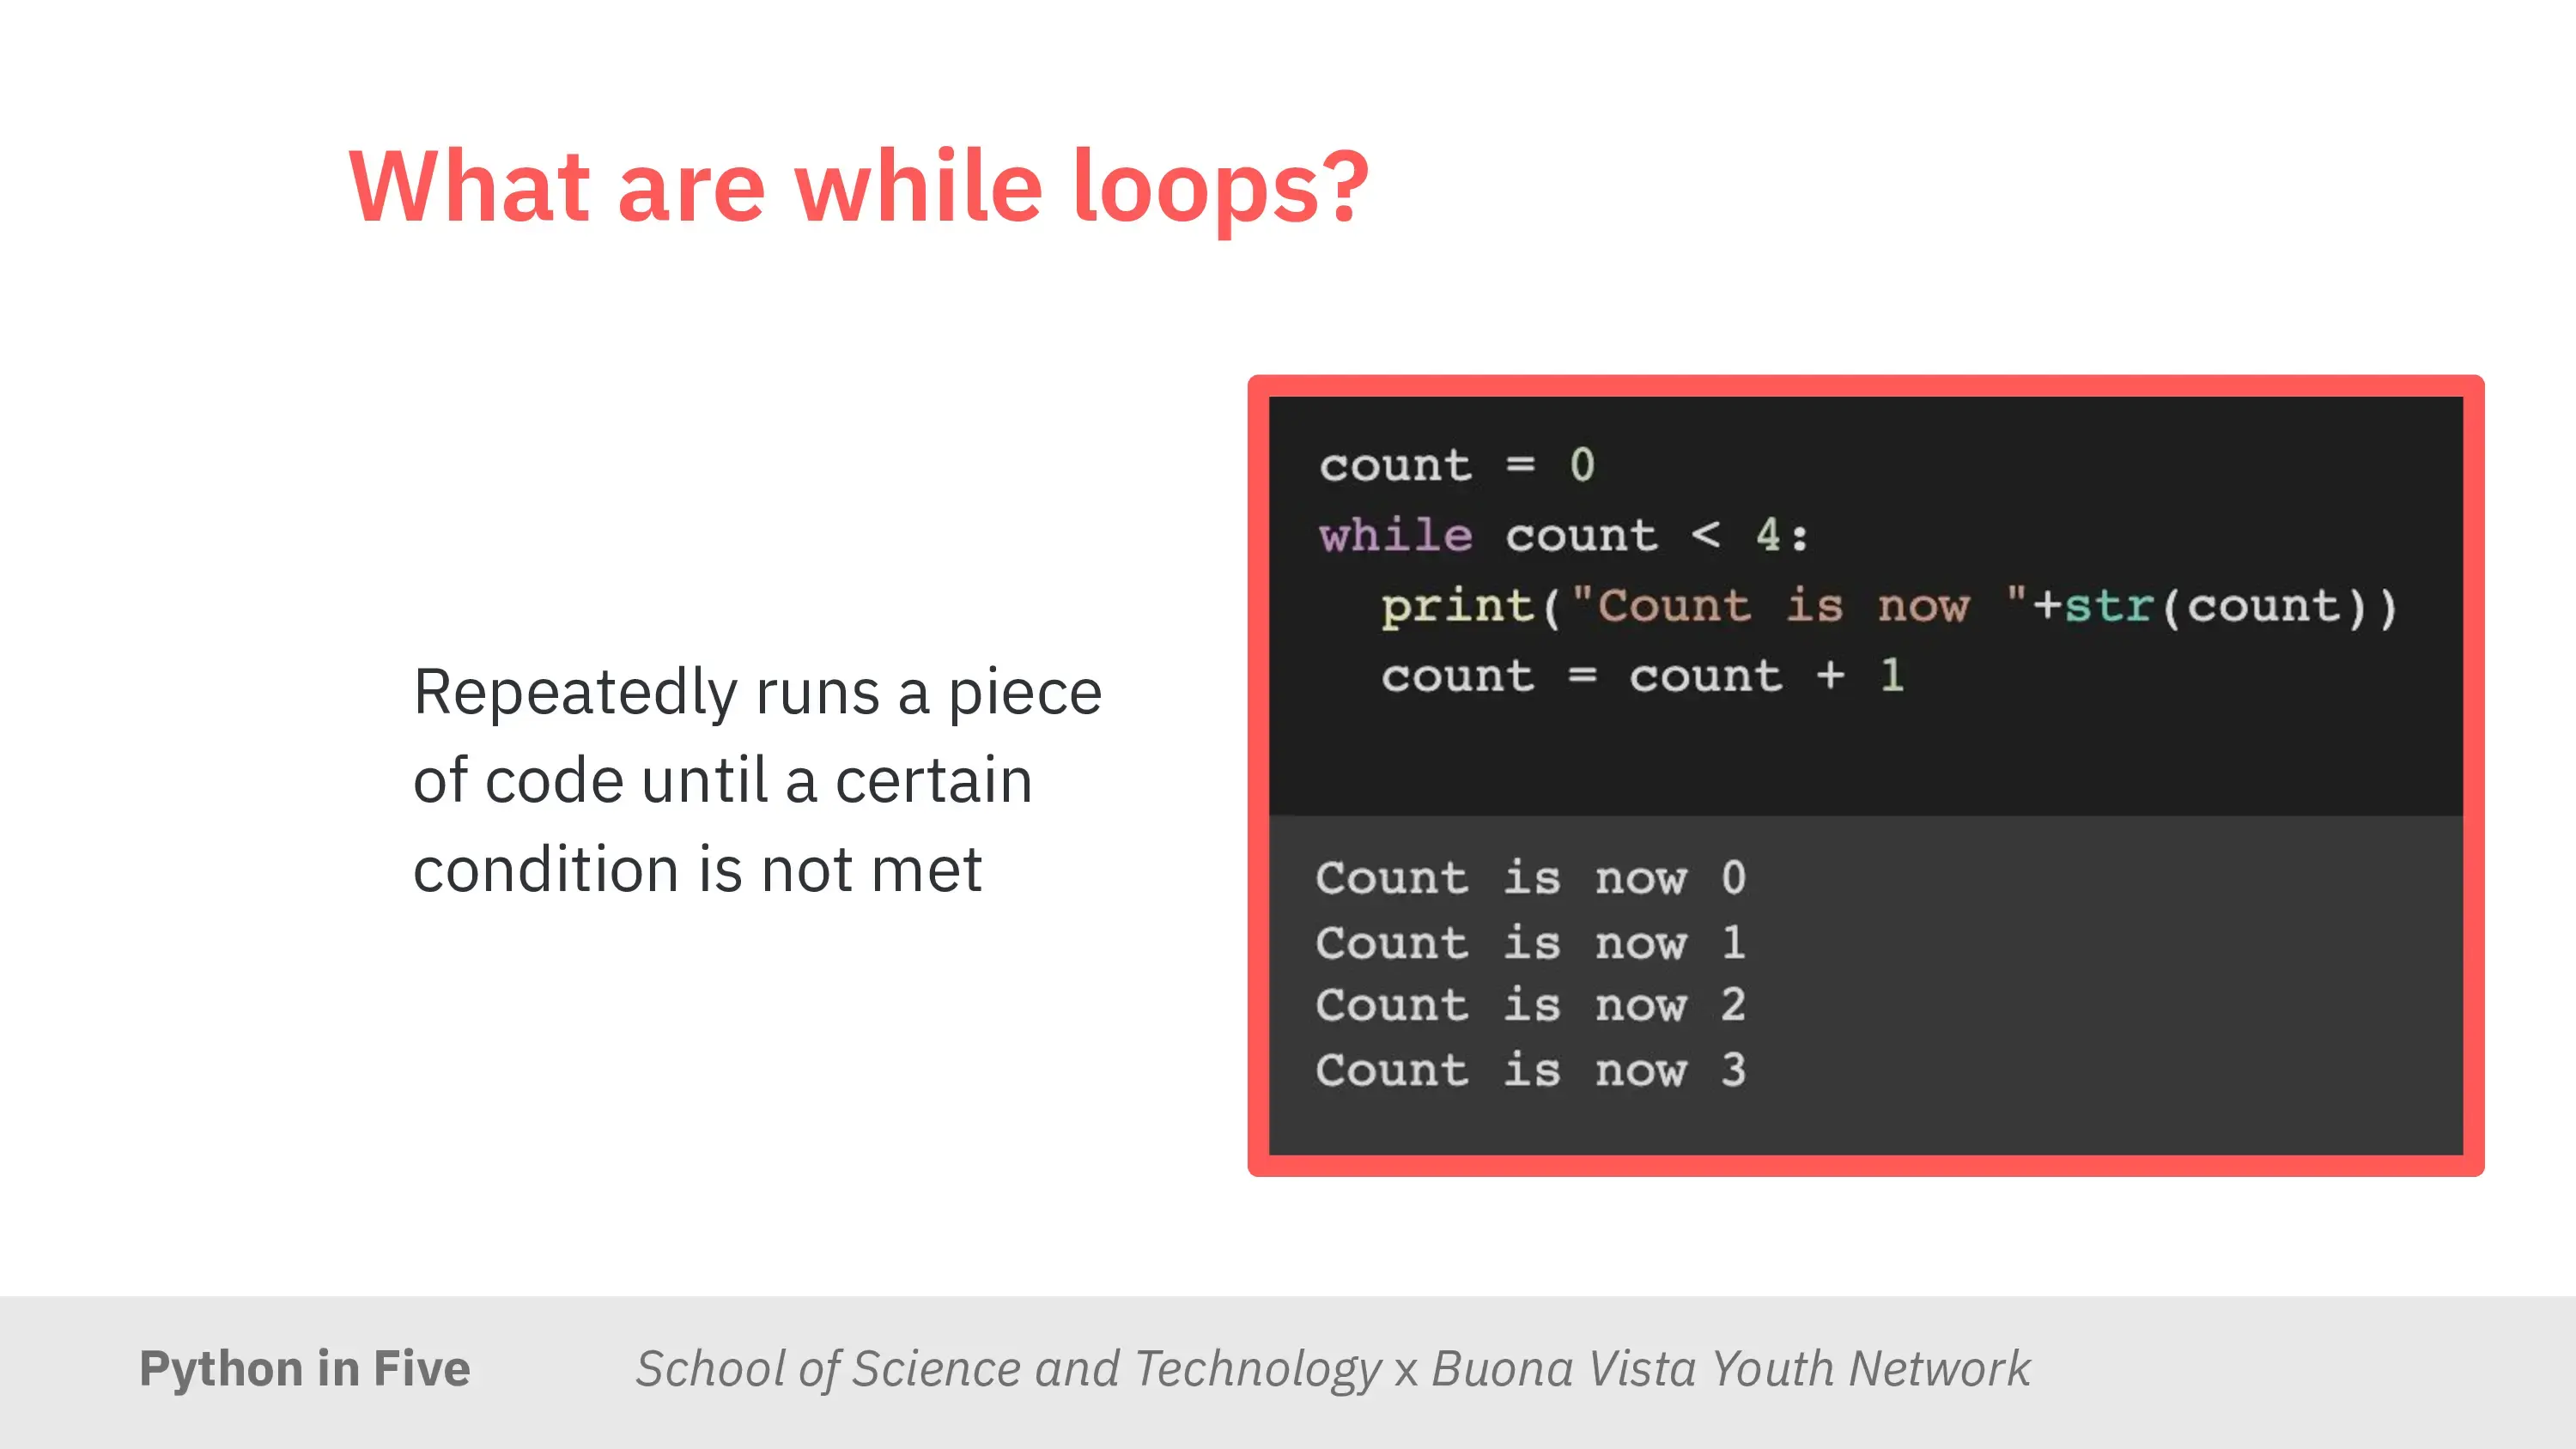 What are while loops?
Repeatedly runs a piece
of code until a certain
condition is not met
count = 0
while count < 4:
  print("Count is now "+str(count))
  count = count + 1
Count is now 0
Count is now 1
Count is now 2
Count is now 3
Python in Five School of Science and Technology x Buona Vista Youth Network